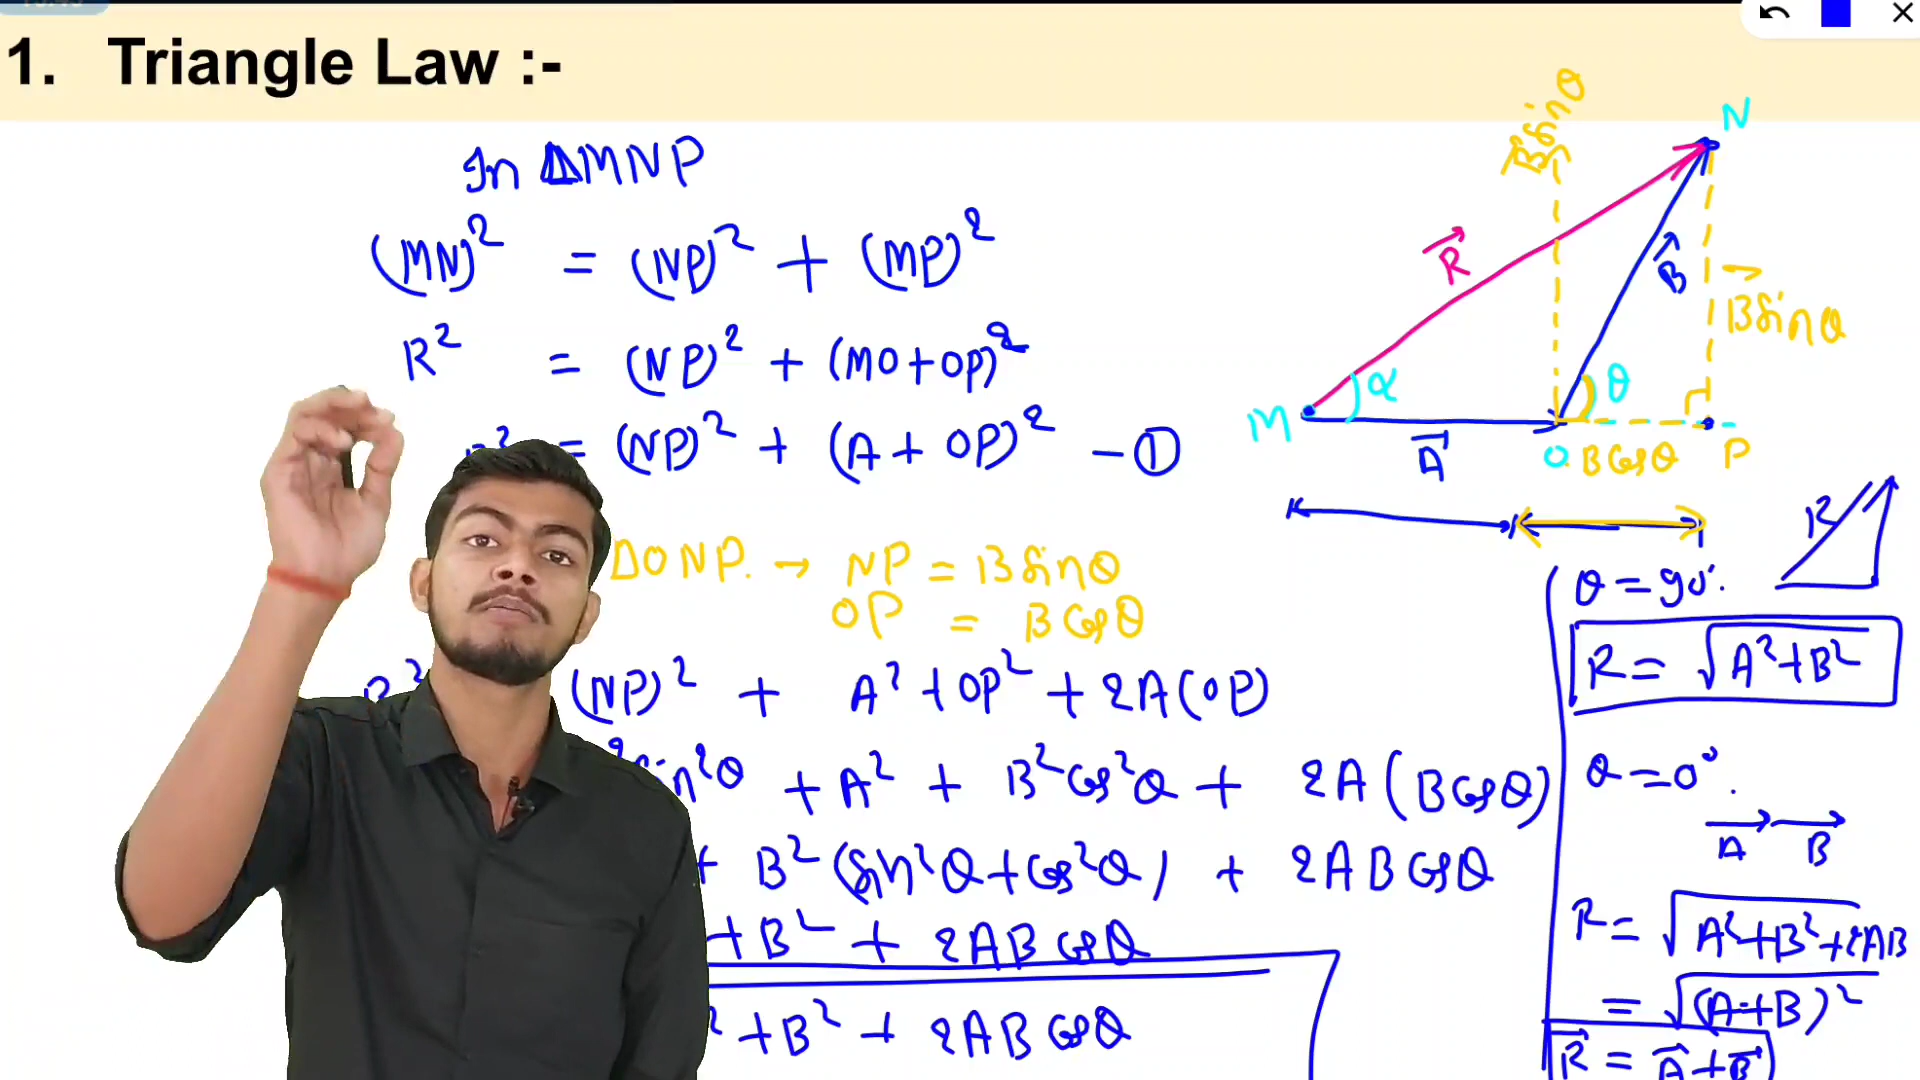 1. Triangle Law :-
In ΔMNP
(MN)² = (NP)² + (MP)²
R² = (NP)² + (MO+OP)²
= (NP)² + (A + OP)² - ①
ΔONP. → NP = B sinθ
OP = B cosθ
(NP)² + A² + OP² + 2A(OP)
sin²θ + A² + B² cos²θ + 2A (B cosθ)
+ B² (sin²θ + cos²θ) + 2AB cosθ
+ B² + 2AB cosθ
² + B² + 2AB cosθ
B sinθ
N
R
B
B sinθ
M α θ
A O B cosθ P
R
θ = 90°.
R = √A²+B²
θ = 0°.
A B
R = √A²+B²+2AB
= √(A+B)²
R = A + B